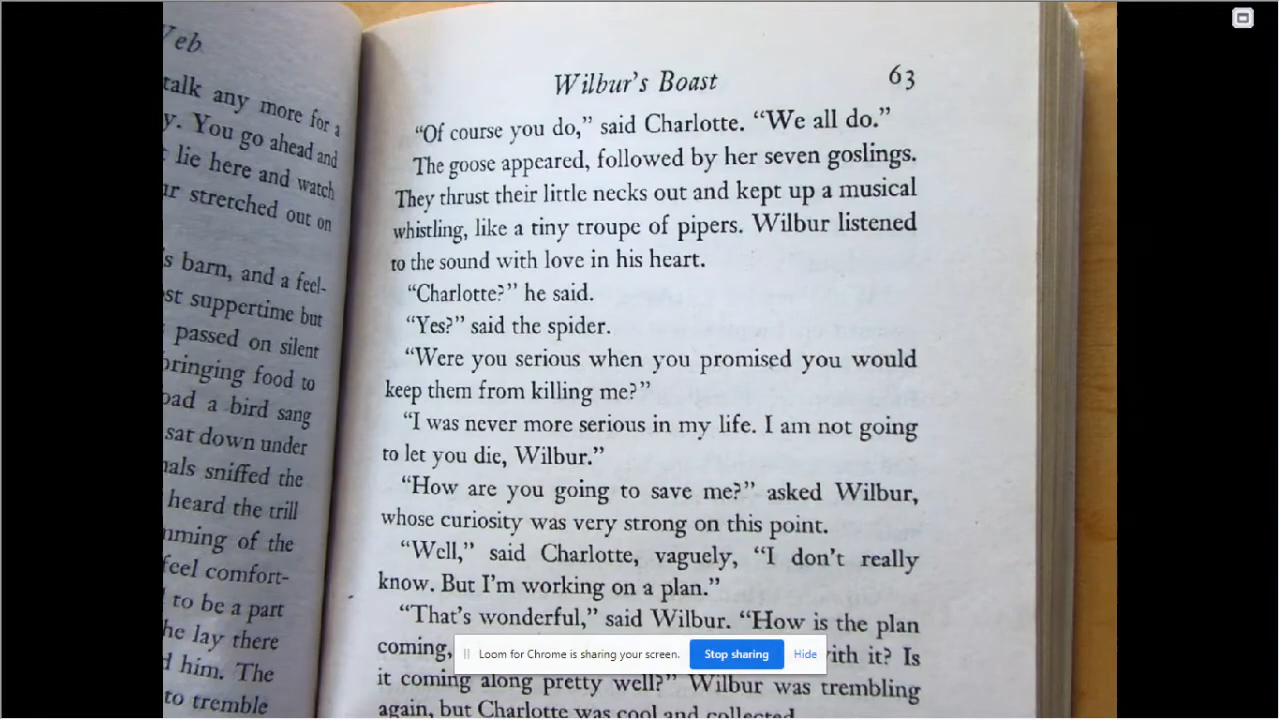 Veb
talk any more for a
y. You go ahead and
lie here and watch
ur stretched out on
s barn, and a feel-
ost suppertime but
passed on silent
bringing food to
oad a bird sang
sat down under
nals sniffed the
heard the trill
mming of the
feel comfort-
to be a part
he lay there
d him. The
to tremble
Wilbur's Boast 63
“Of course you do,” said Charlotte. “We all do.”
The goose appeared, followed by her seven goslings.
They thrust their little necks out and kept up a musical
whistling, like a tiny troupe of pipers. Wilbur listened
to the sound with love in his heart.
“Charlotte?” he said.
“Yes?” said the spider.
“Were you serious when you promised you would
keep them from killing me?”
“I was never more serious in my life. I am not going
to let you die, Wilbur.”
“How are you going to save me?” asked Wilbur,
whose curiosity was very strong on this point.
“Well,” said Charlotte, vaguely, “I don't really
know. But I'm working on a plan.”
“That's wonderful,” said Wilbur. “How is the plan
coming, with it? Is
it coming along pretty well?” Wilbur was trembling
again, but Charlotte was cool and collected.
Loom for Chrome is sharing your screen. Stop sharing Hide